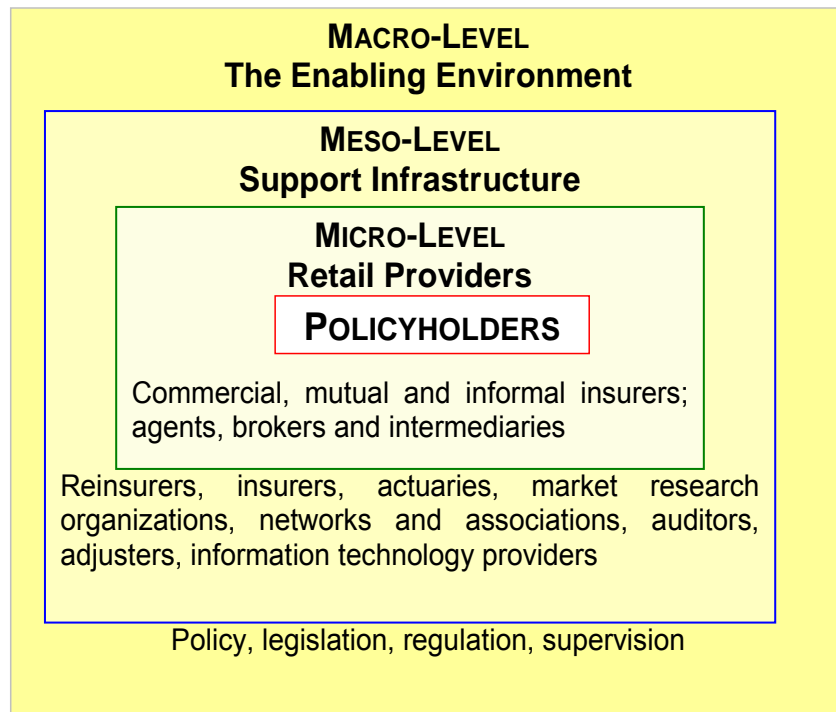 MACRO-LEVEL
The Enabling Environment
MESO-LEVEL
Support Infrastructure
MICRO-LEVEL
Retail Providers
POLICYHOLDERS
Commercial, mutual and informal insurers;
agents, brokers and intermediaries
Reinsurers, insurers, actuaries, market research
organizations, networks and associations, auditors,
adjusters, information technology providers
Policy, legislation, regulation, supervision